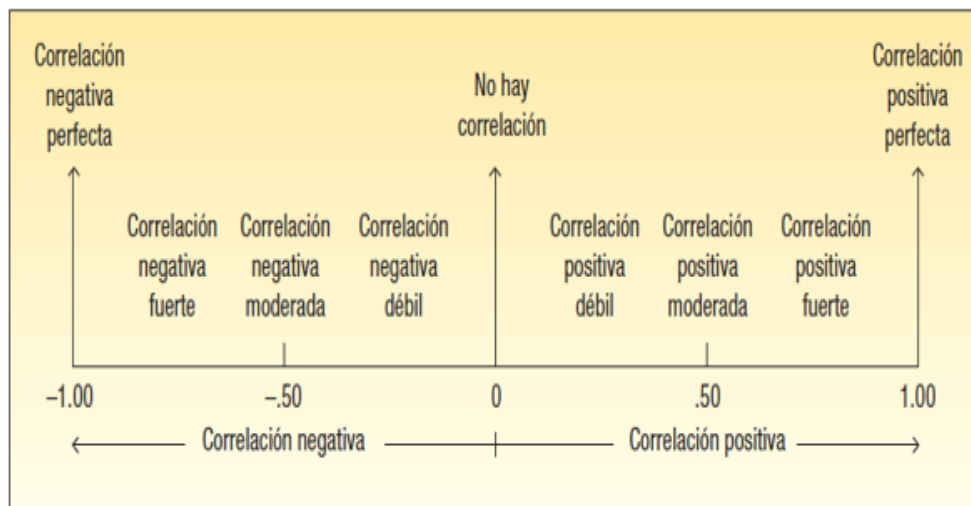 Correlación
negativa
perfecta
No hay
correlación
Correlación
positiva
perfecta
Correlación
negativa
fuerte
Correlación
negativa
moderada
Correlación
negativa
débil
Correlación
positiva
débil
Correlación
positiva
moderada
Correlación
positiva
fuerte
–1.00
–.50
0
.50
1.00
Correlación negativa
Correlación positiva